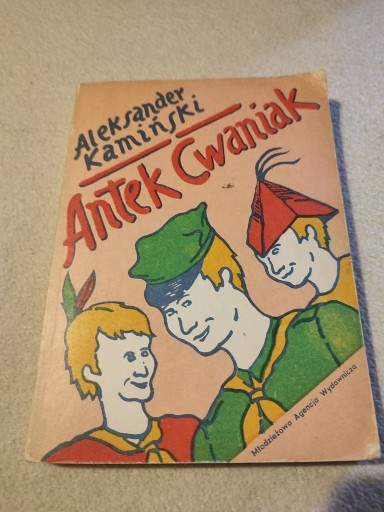 Aleksander
Kamiński
Antek Cwaniak
Młodzieżowa Agencja Wydawnicza